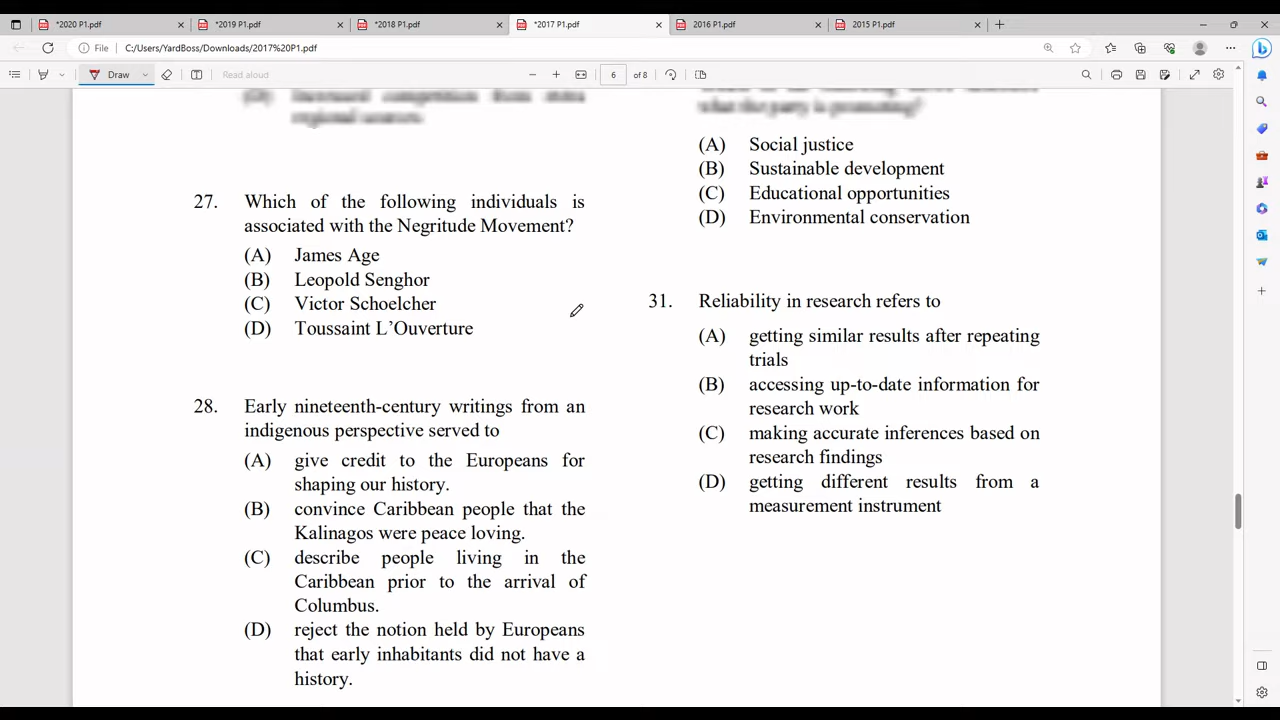 *2020 P1.pdf
*2019 P1.pdf
*2018 P1.pdf
*2017 P1.pdf
2016 P1.pdf
2015 P1.pdf
File C:/Users/YardBoss/Downloads/2017%20P1.pdf
Draw
Read aloud
6 of 8
regional sources
27. Which of the following individuals is
associated with the Negritude Movement?
(A) James Age
(B) Leopold Senghor
(C) Victor Schoelcher
(D) Toussaint L’Ouverture
28. Early nineteenth-century writings from an
indigenous perspective served to
(A) give credit to the Europeans for
shaping our history.
(B) convince Caribbean people that the
Kalinagos were peace loving.
(C) describe people living in the
Caribbean prior to the arrival of
Columbus.
(D) reject the notion held by Europeans
that early inhabitants did not have a
history.
what the party is promoting?
(A) Social justice
(B) Sustainable development
(C) Educational opportunities
(D) Environmental conservation
31. Reliability in research refers to
(A) getting similar results after repeating
trials
(B) accessing up-to-date information for
research work
(C) making accurate inferences based on
research findings
(D) getting different results from a
measurement instrument